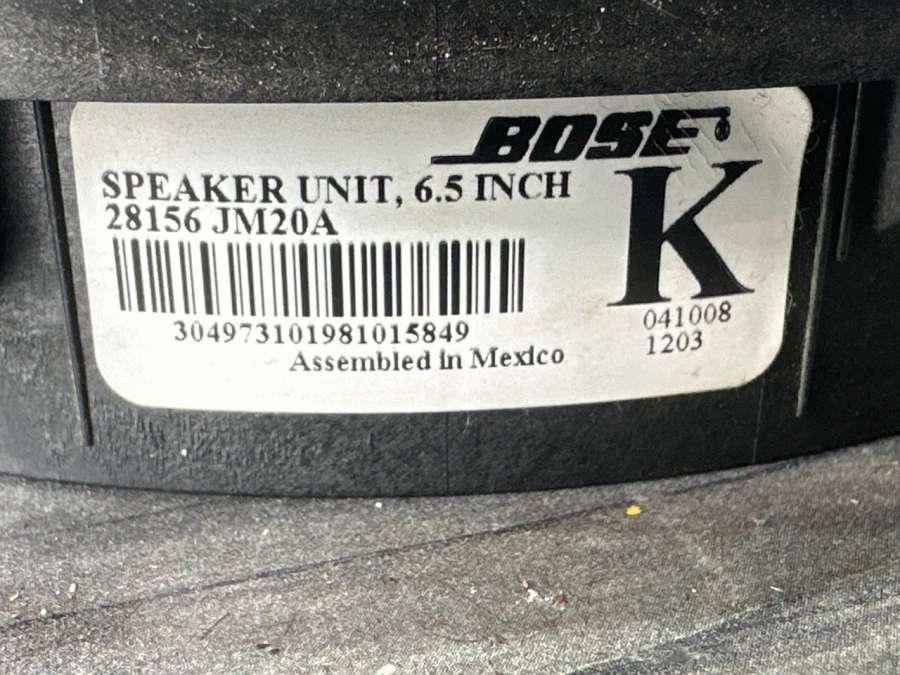 BOSE
SPEAKER UNIT, 6.5 INCH
28156 JM20A
K
304973101981015849
041008
1203
Assembled in Mexico